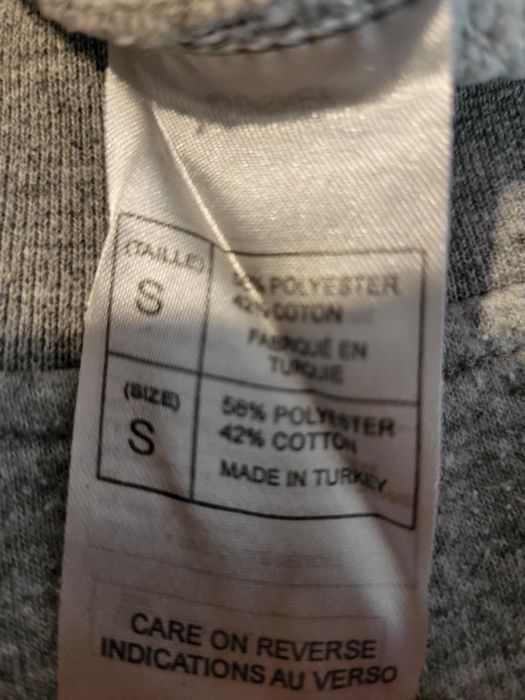 (TAILLE)
S
POLYESTER
42% COTON
FABRIQUÉ EN
TURQUIE
(SIZE)
S
58% POLYESTER
42% COTTON
MADE IN TURKEY
CARE ON REVERSE
INDICATIONS AU VERSO